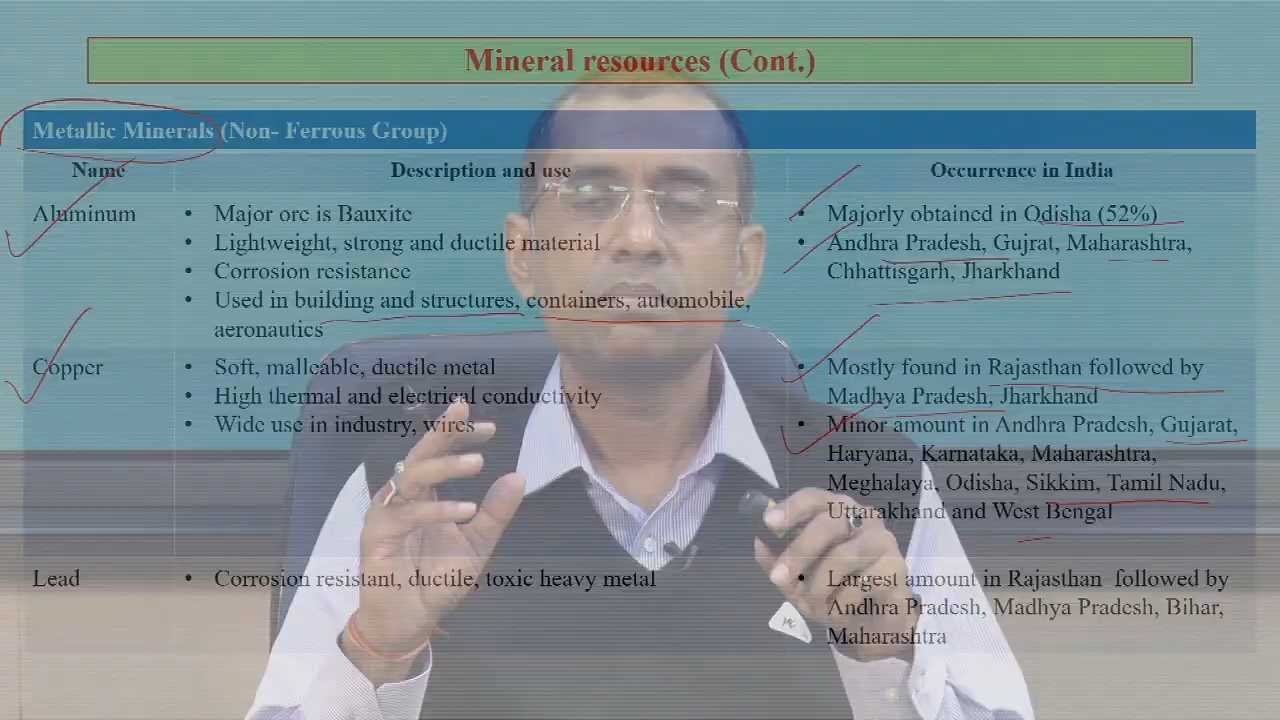 Mineral resources (Cont.)
Metallic Minerals (Non- Ferrous Group)
Name Description and use Occurrence in India
Aluminum
• Major ore is Bauxite
• Lightweight, strong and ductile material
• Corrosion resistance
• Used in building and structures, containers, automobile,
aeronautics
• Majorly obtained in Odisha (52%)
• Andhra Pradesh, Gujrat, Maharashtra,
Chhattisgarh, Jharkhand
Copper
• Soft, malleable, ductile metal
• High thermal and electrical conductivity
• Wide use in industry, wires
• Mostly found in Rajasthan followed by
Madhya Pradesh, Jharkhand
• Minor amount in Andhra Pradesh, Gujarat,
Haryana, Karnataka, Maharashtra,
Meghalaya, Odisha, Sikkim, Tamil Nadu,
Uttarakhand and West Bengal
Lead
• Corrosion resistant, ductile, toxic heavy metal
• Largest amount in Rajasthan followed by
Andhra Pradesh, Madhya Pradesh, Bihar,
Maharashtra